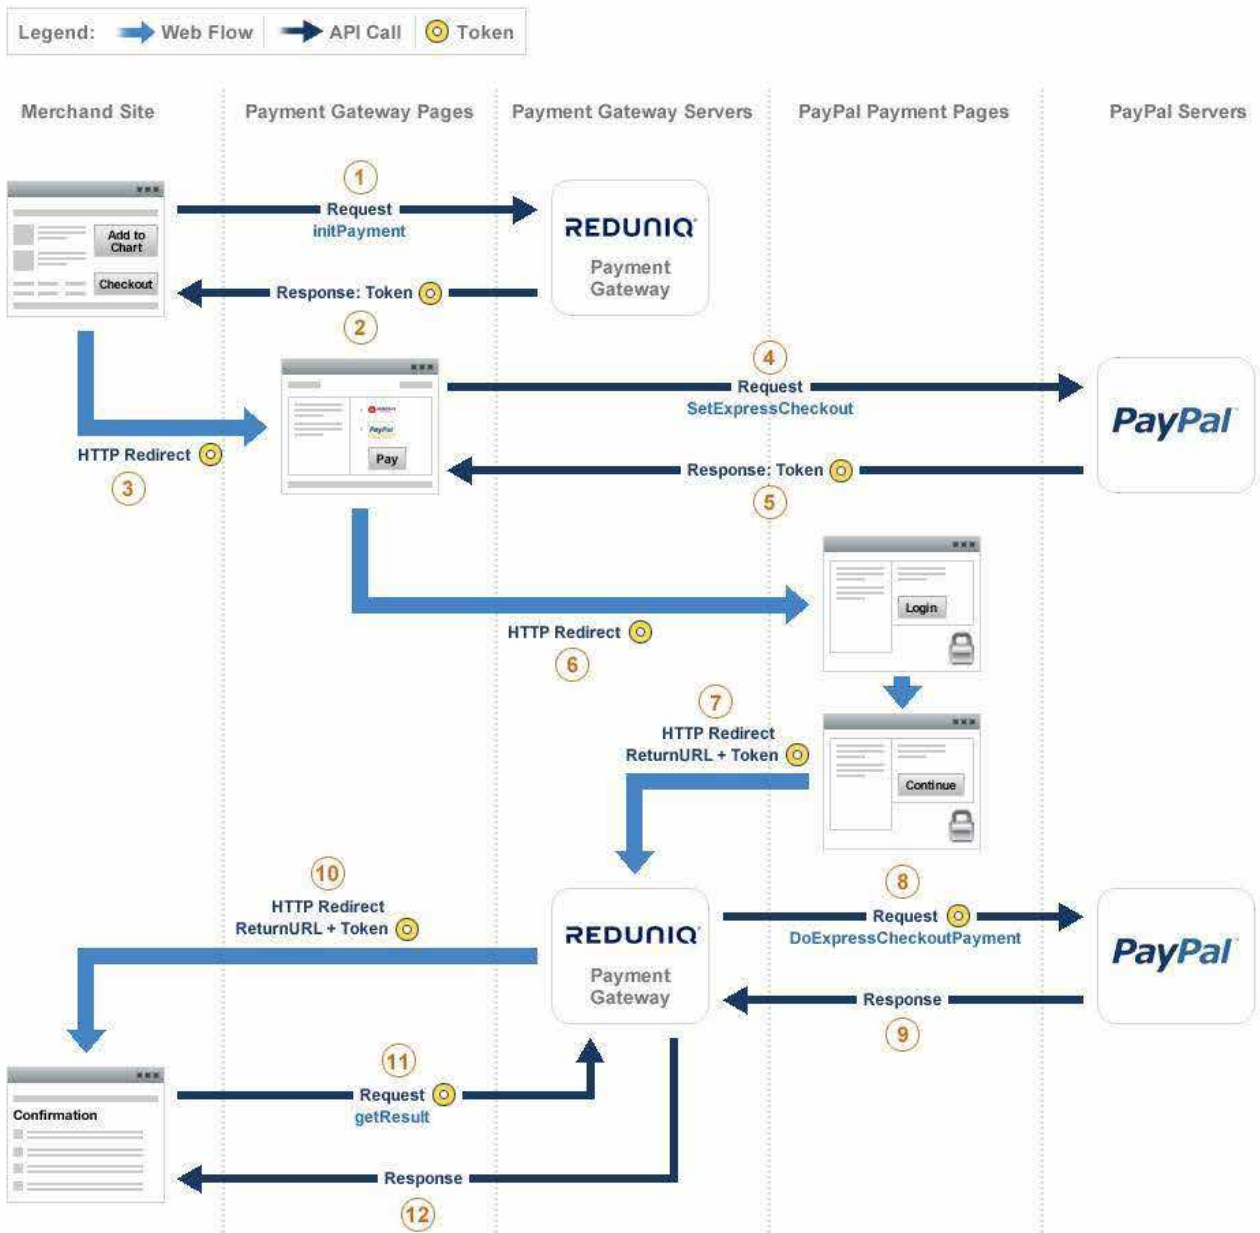 Legend: Web Flow API Call Token
Merchand Site Payment Gateway Pages Payment Gateway Servers PayPal Payment Pages PayPal Servers
1
Request
initPayment
REDUNIQ
Payment
Gateway
Add to
Chart
Checkout
Response: Token
2
4
Request
SetExpressCheckout
PayPal
PayPal
Pay
HTTP Redirect
3
Response: Token
5
Login
HTTP Redirect
6
7
HTTP Redirect
ReturnURL + Token
Continue
10
HTTP Redirect
ReturnURL + Token
REDUNIQ
Payment
Gateway
8
Request
DoExpressCheckoutPayment
PayPal
Response
9
11
Request
getResult
Confirmation
Response
12